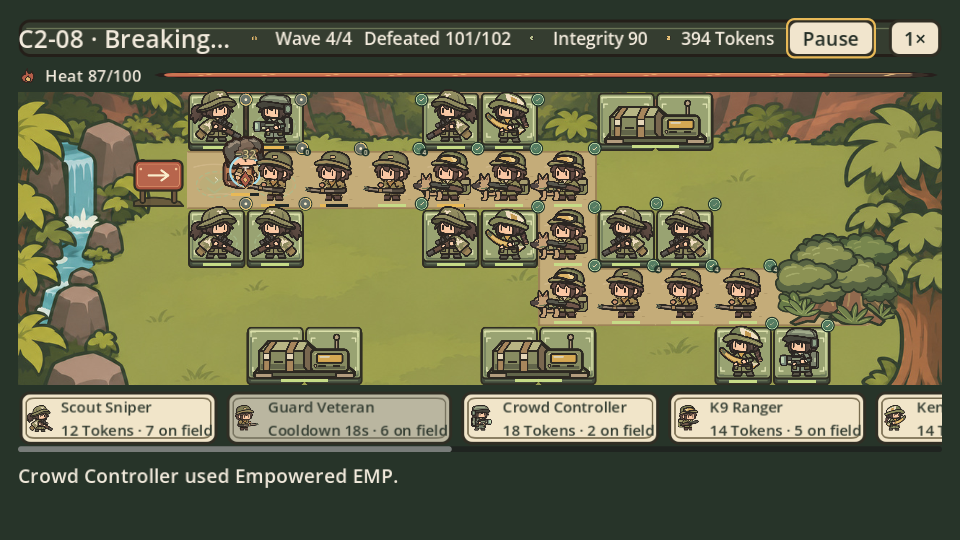 C2-08 · Breaking...
Wave 4/4
Defeated 101/102
Integrity 90
394 Tokens
Pause
1×
Heat 87/100
Scout Sniper
12 Tokens · 7 on field
Guard Veteran
Cooldown 18s · 6 on field
Crowd Controller
18 Tokens · 2 on field
K9 Ranger
14 Tokens · 5 on field
Crowd Controller used Empowered EMP.